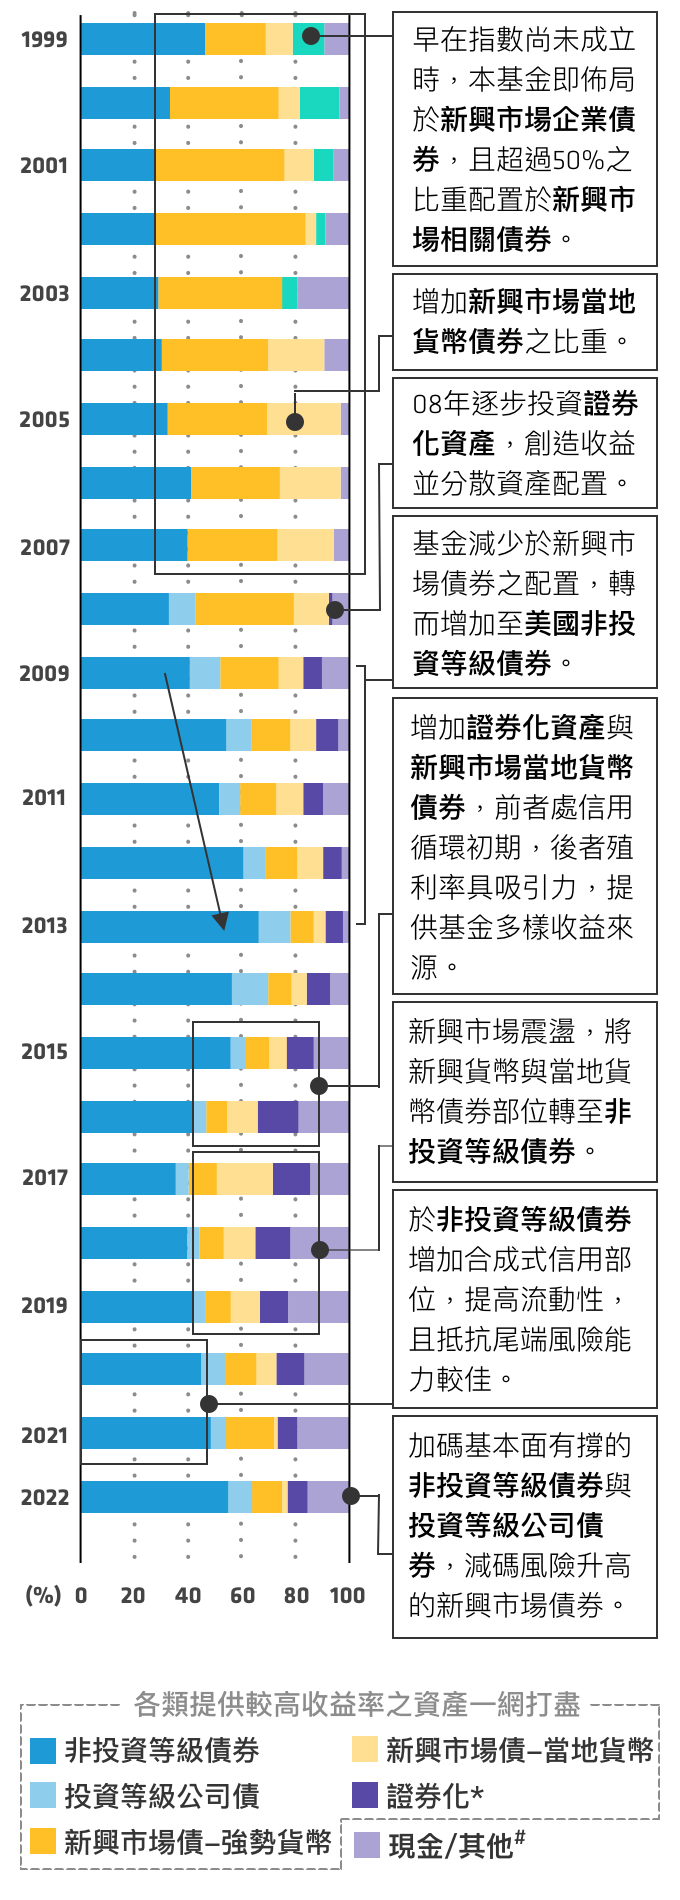 1999
2001
2003
2005
2007
2009
2011
2013
2015
2017
2019
2021
2022
(%) 0 20 40 60 80 100
早在指數尚未成立
時，本基金即佈局
於新興市場企業債
券，且超過50%之
比重配置於新興市
場相關債券。
增加新興市場當地
貨幣債券之比重。
08年逐步投資證券
化資產，創造收益
並分散資產配置。
基金減少於新興市
場債券之配置，轉
而增加至美國非投
資等級債券。
增加證券化資產與
新興市場當地貨幣
債券，前者處信用
循環初期，後者殖
利率具吸引力，提
供基金多樣收益來
源。
新興市場震盪，將
新興貨幣與當地貨
幣債券部位轉至非
投資等級債券。
於非投資等級債券
增加合成式信用部
位，提高流動性，
且抵抗尾端風險能
力較佳。
加碼基本面有撐的
非投資等級債券與
投資等級公司債
券，減碼風險升高
的新興市場債券。
各類提供較高收益率之資產一網打盡
非投資等級債券
投資等級公司債
新興市場債–強勢貨幣
新興市場債–當地貨幣
證券化*
現金/其他#